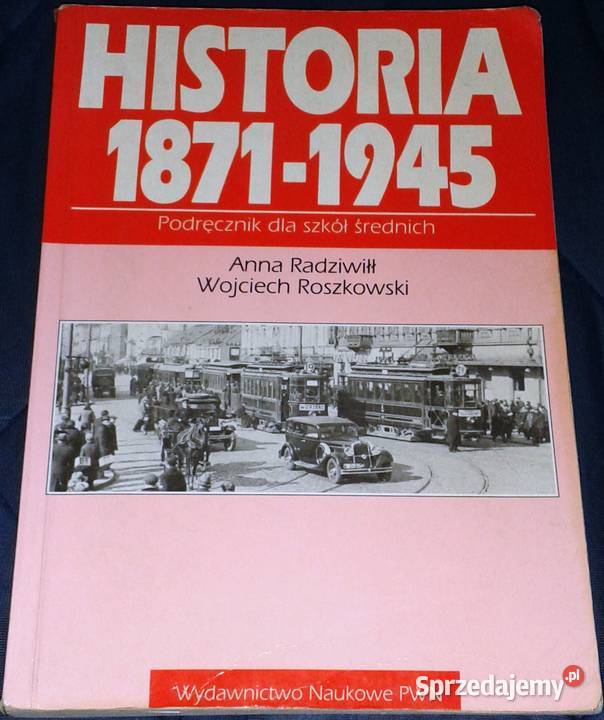 HISTORIA
1871-1945
Podręcznik dla szkół średnich
Anna Radziwiłł
Wojciech Roszkowski
Wydawnictwo Naukowe PWN
Sprzedajemy.pl